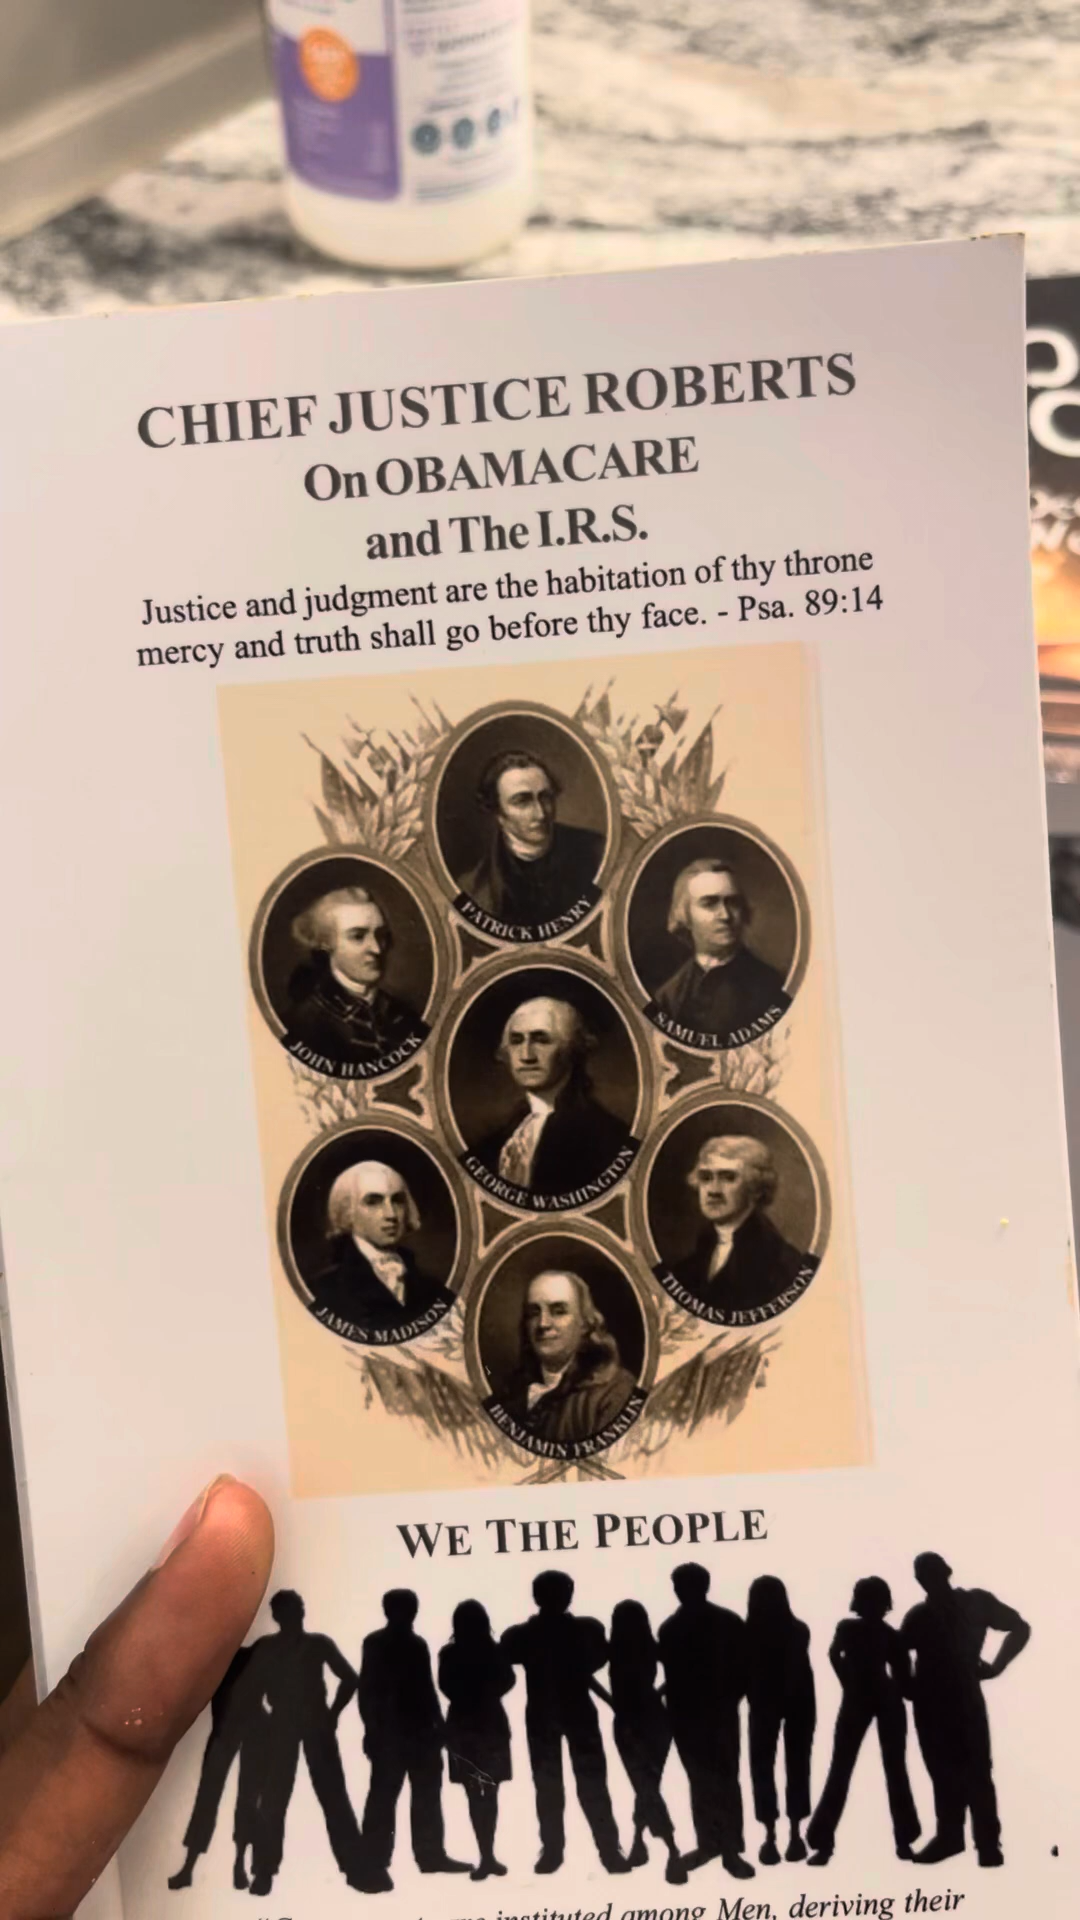 CHIEF JUSTICE ROBERTS
On OBAMACARE
and The I.R.S.
Justice and judgment are the habitation of thy throne
mercy and truth shall go before thy face. - Psa. 89:14
PATRICK HENRY
JOHN HANCOCK
SAMUEL ADAMS
GEORGE WASHINGTON
JAMES MADISON
THOMAS JEFFERSON
BENJAMIN FRANKLIN
WE THE PEOPLE
instituted among Men, deriving their